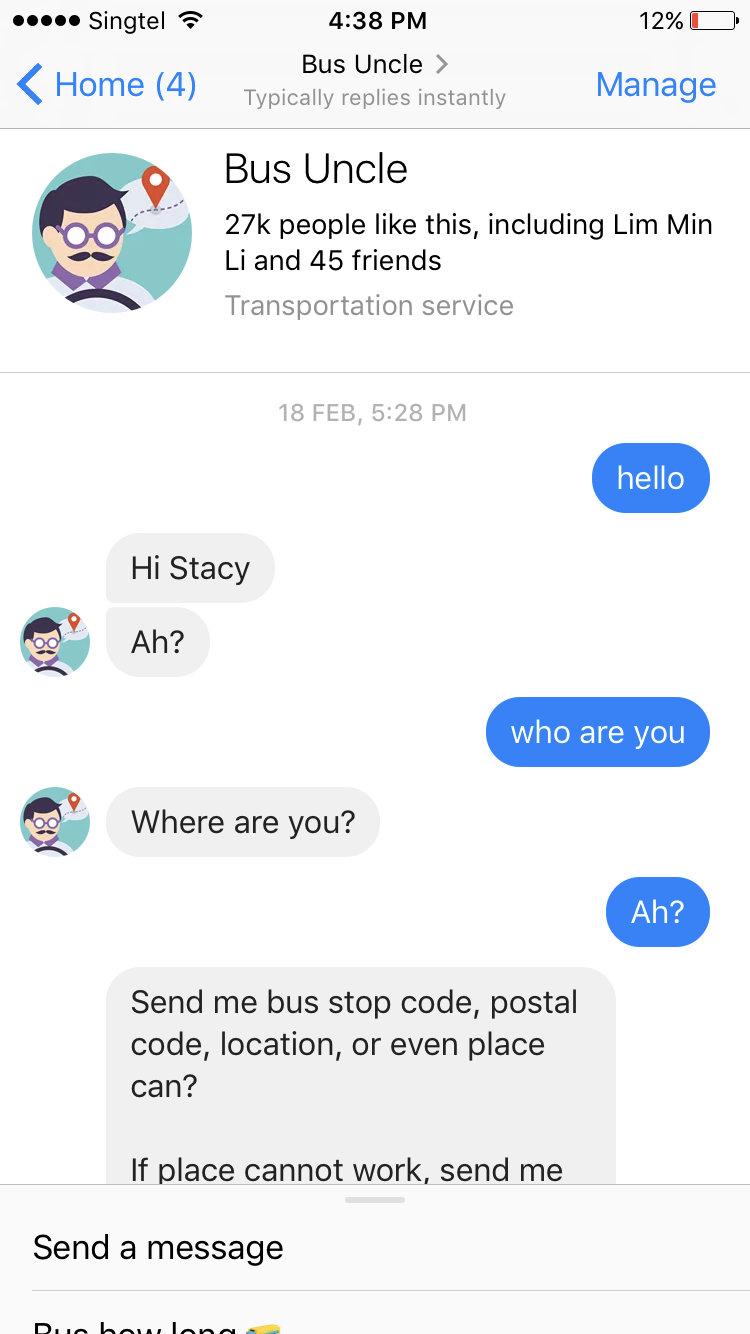 Singtel 4:38 PM 12%
Home (4) Bus Uncle Manage
Typically replies instantly
Bus Uncle
27k people like this, including Lim Min
Li and 45 friends
Transportation service
18 FEB, 5:28 PM
hello
Hi Stacy
Ah?
who are you
Where are you?
Ah?
Send me bus stop code, postal
code, location, or even place
can?
If place cannot work, send me
Send a message
Bus how long